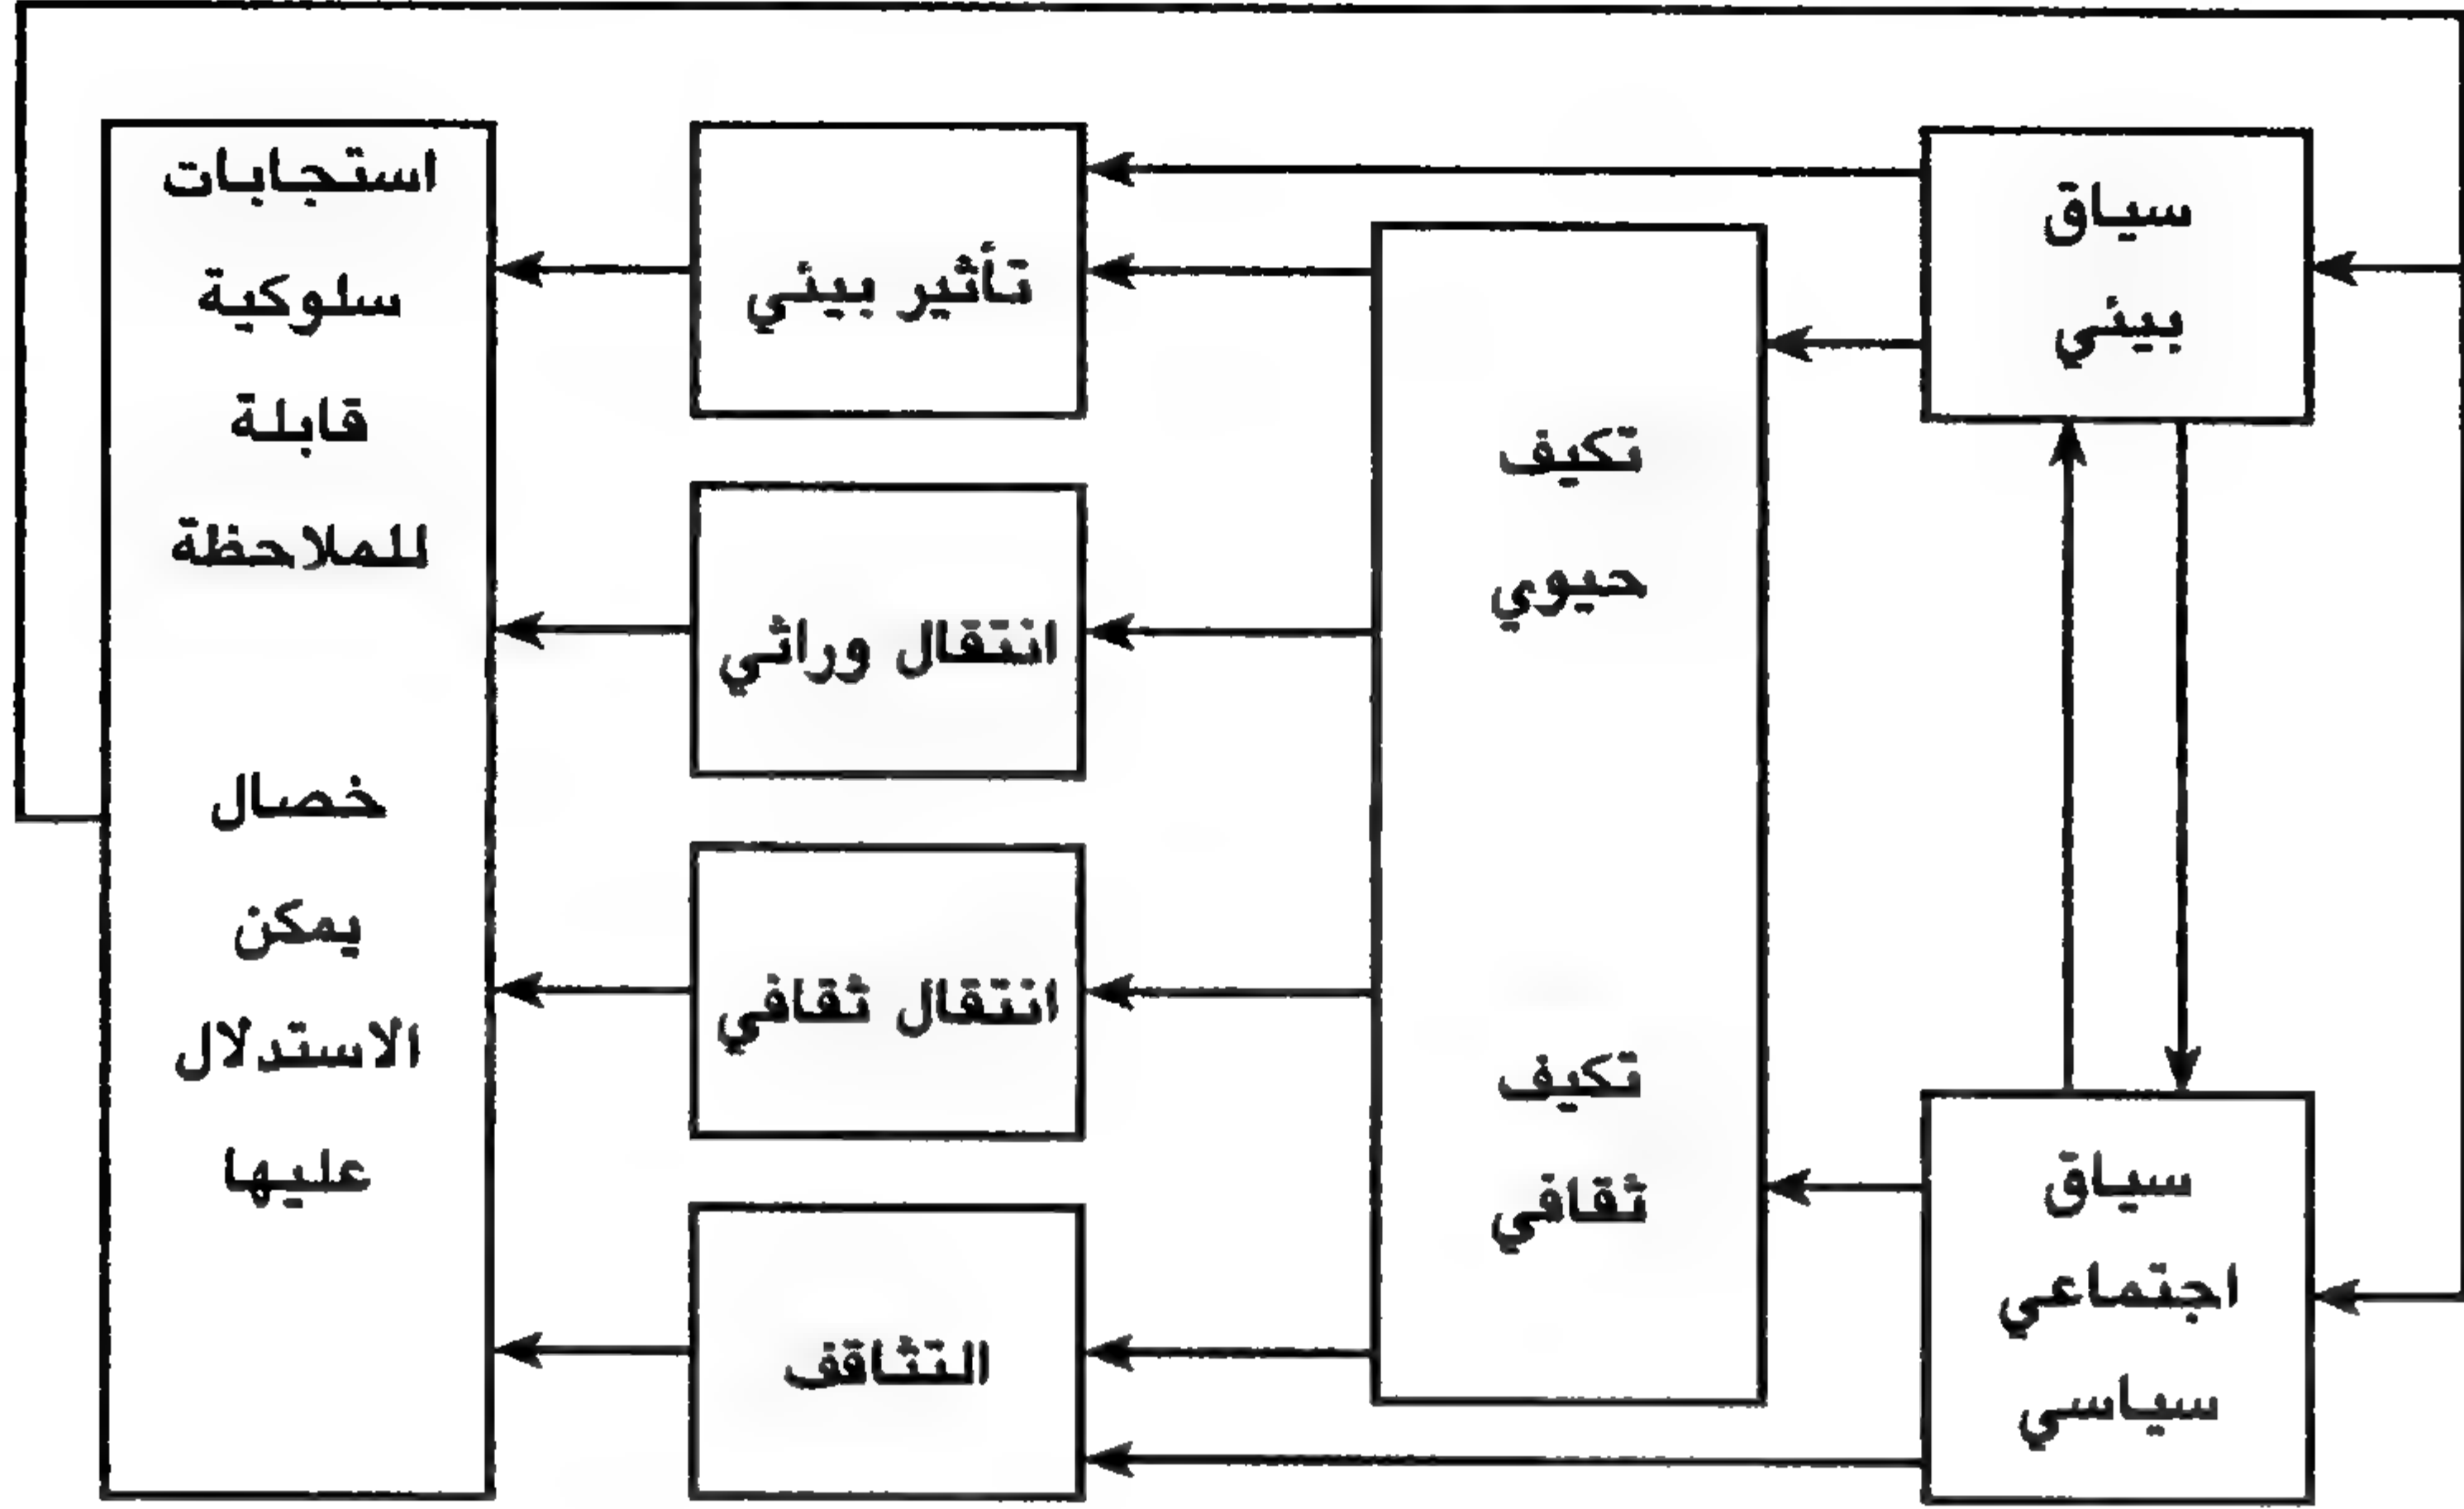 سياق
بيئي
سياق
اجتماعي
سياسي
تكيف
حيوي
تكيف
ثقافي
تأثير بيئي
انتقال وراثي
انتقال ثقافي
التثاقف
استجابات
سلوكية
قابلة
للملاحظة
خصال
يمكن
الاستدلال
عليها